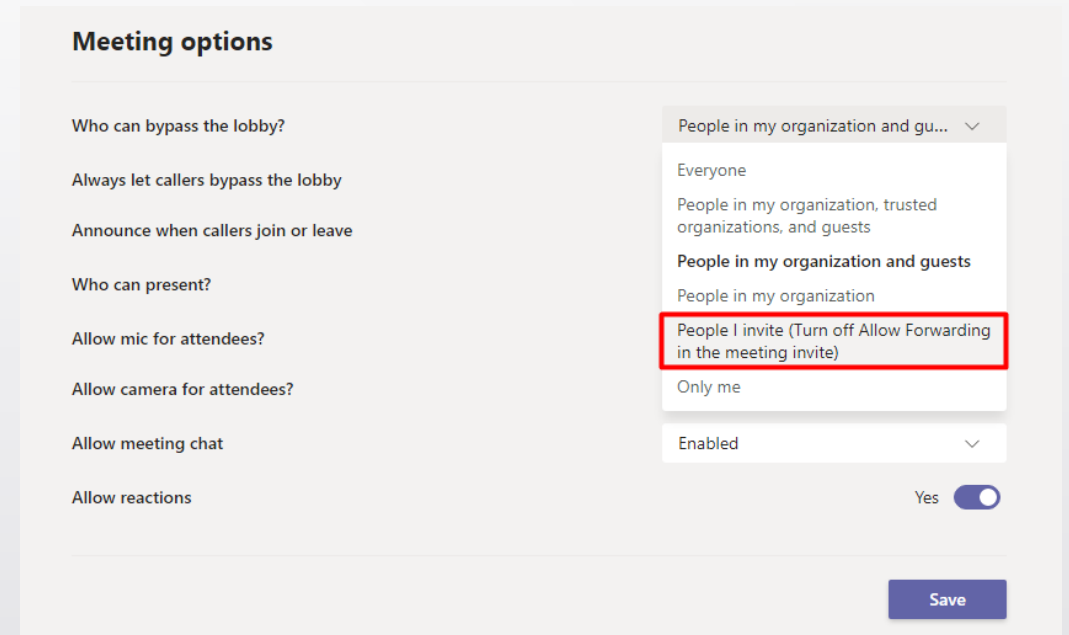 Meeting options
Who can bypass the lobby?
People in my organization and gu...
Everyone
Always let callers bypass the lobby
People in my organization, trusted
organizations, and guests
Announce when callers join or leave
People in my organization and guests
Who can present?
People in my organization
Allow mic for attendees?
People I invite (Turn off Allow Forwarding
in the meeting invite)
Allow camera for attendees?
Only me
Allow meeting chat
Enabled
Allow reactions
Yes
Save